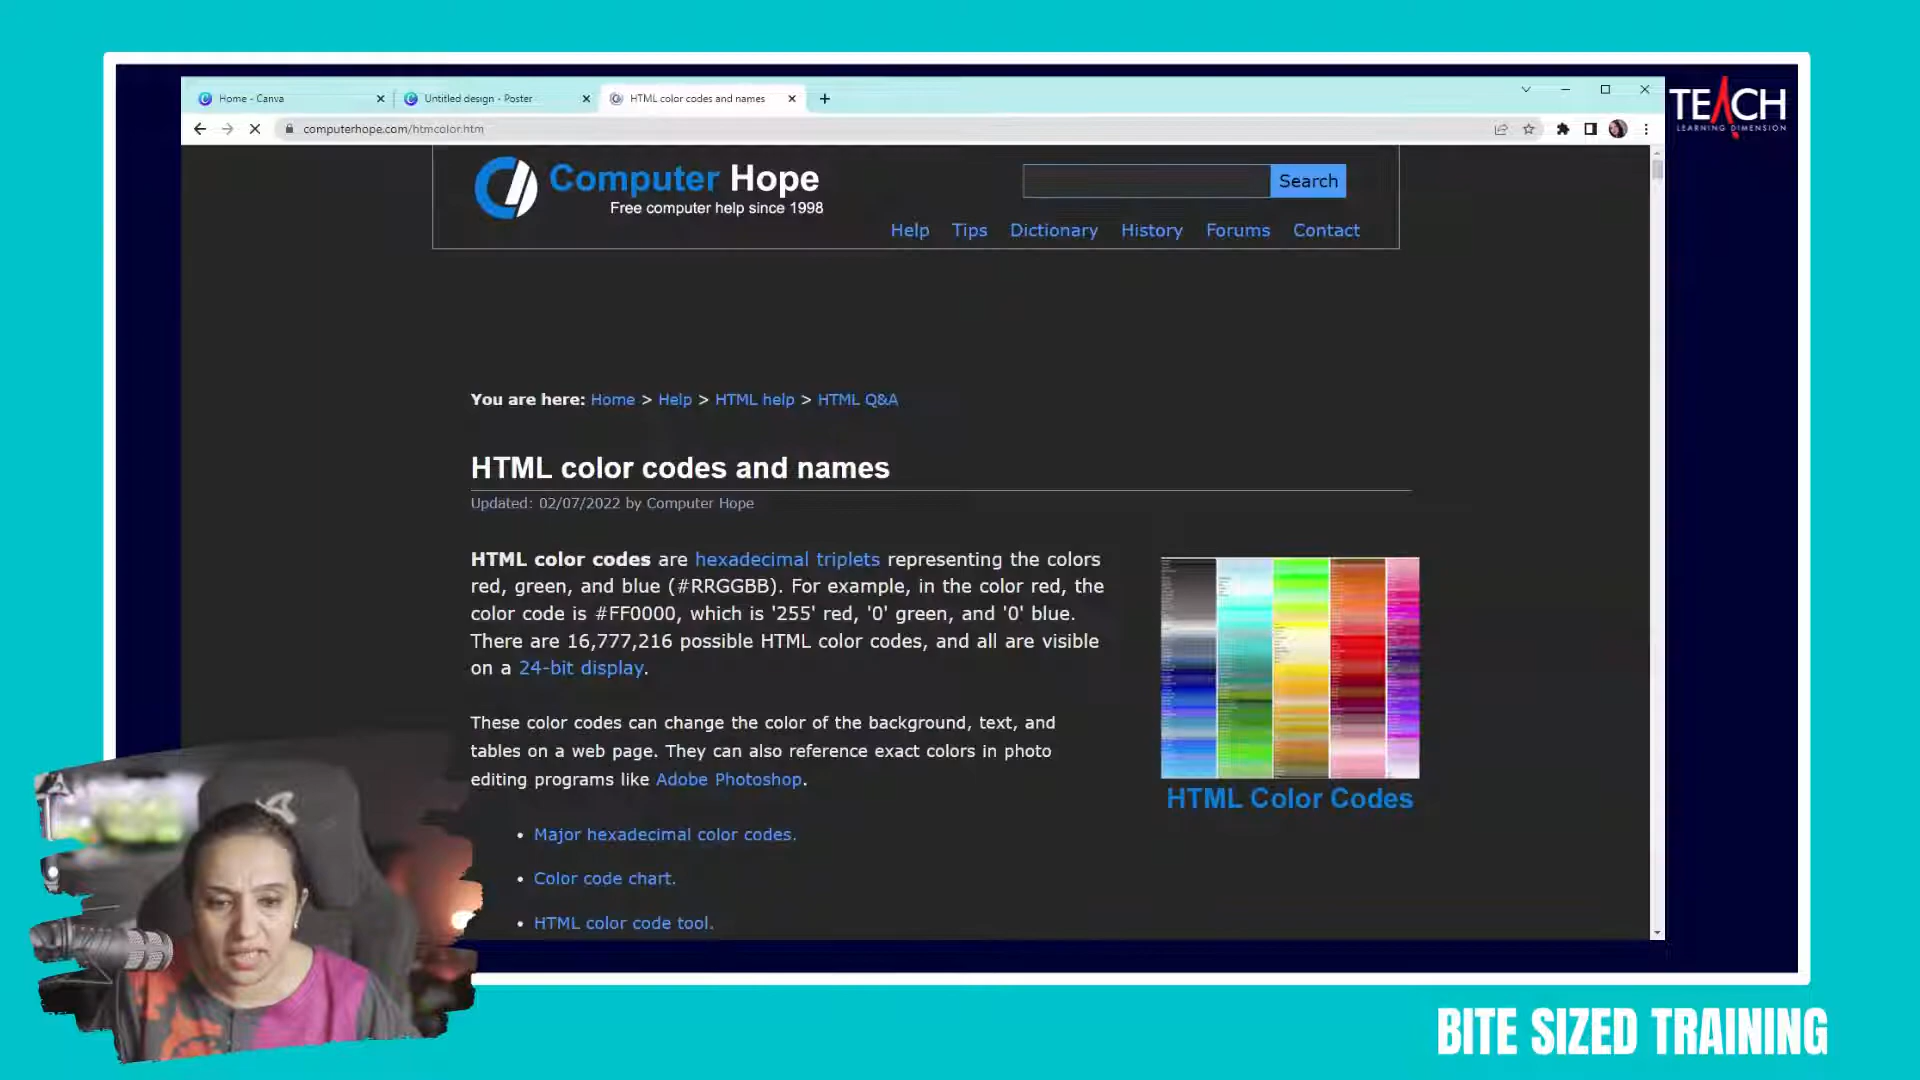 Home - Canva
Untitled design - Poster
HTML color codes and names
computerhope.com/htmcolor.htm
TEACH
LEARNING DIMENSION
Computer Hope
Free computer help since 1998
Search
Help Tips Dictionary History Forums Contact
You are here: Home > Help > HTML help > HTML Q&A
HTML color codes and names
Updated: 02/07/2022 by Computer Hope
HTML color codes are hexadecimal triplets representing the colors
red, green, and blue (#RRGGBB). For example, in the color red, the
color code is #FF0000, which is '255' red, '0' green, and '0' blue.
There are 16,777,216 possible HTML color codes, and all are visible
on a 24-bit display.
These color codes can change the color of the background, text, and
tables on a web page. They can also reference exact colors in photo
editing programs like Adobe Photoshop.
HTML Color Codes
• Major hexadecimal color codes.
• Color code chart.
• HTML color code tool.
BITE SIZED TRAINING